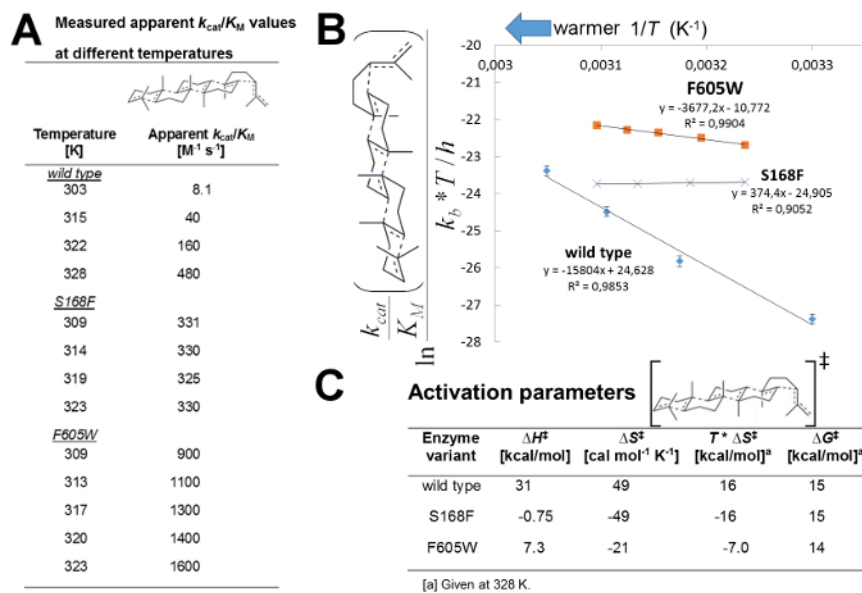 A Measured apparent kcat/KM values
at different temperatures
Temperature Apparent kcat/KM
[K] [M-1 s-1]
wild type
303 8.1
315 40
322 160
328 480
S168F
309 331
314 330
319 325
323 330
F605W
309 900
313 1100
317 1300
320 1400
323 1600
B warmer 1/T (K-1)
0,003 0,0031 0,0032 0,0033
-20
-21
-22
-23
-24
-25
-26
-27
-28
F605W
y = -3677,2x - 10,772
R² = 0,9904
S168F
y = 374,4x - 24,905
R² = 0,9052
wild type
y = -15804x + 24,628
R² = 0,9853
ln kcat/KM kb * T / h
C Activation parameters ‡
Enzyme variant ΔH‡ [kcal/mol] ΔS‡ [cal mol-1 K-1] T * ΔS‡ [kcal/mol]a ΔG‡ [kcal/mol]a
wild type 31 49 16 15
S168F -0.75 -49 -16 15
F605W 7.3 -21 -7.0 14
[a] Given at 328 K.